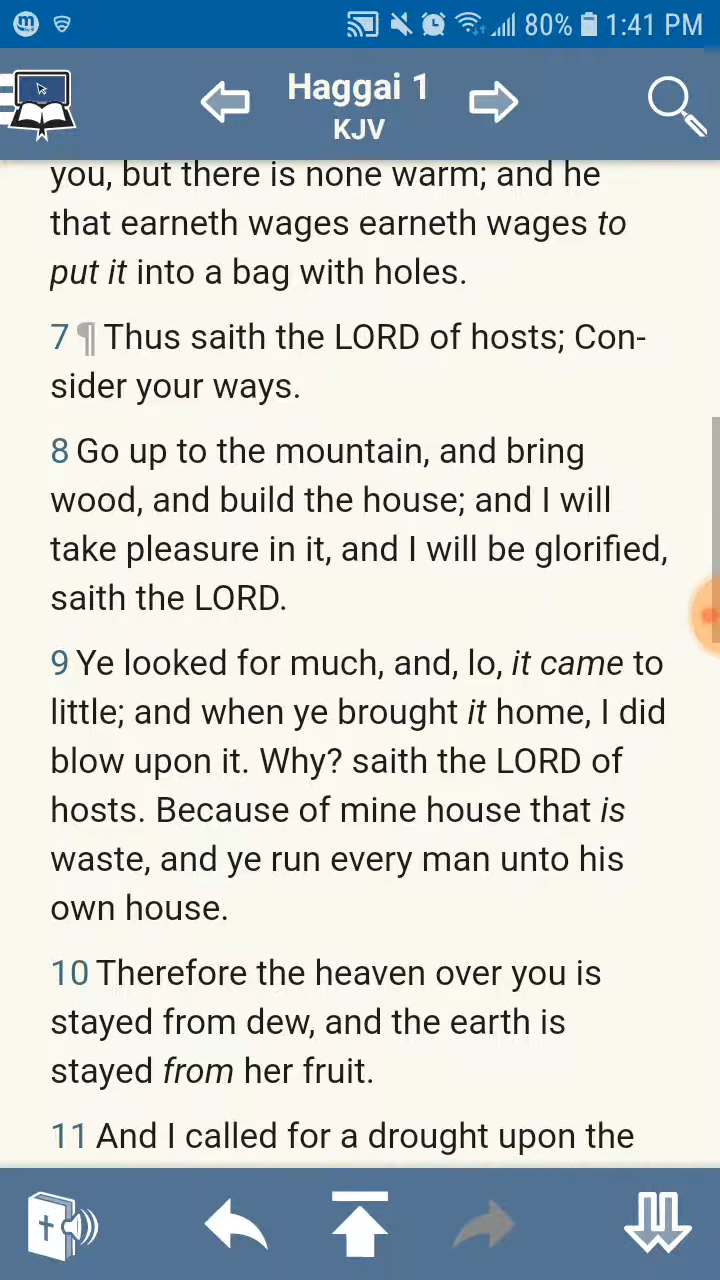 80% 1:41 PM
Haggai 1
KJV
you, but there is none warm; and he
that earneth wages earneth wages to
put it into a bag with holes.
7 ¶ Thus saith the LORD of hosts; Con-
sider your ways.
8 Go up to the mountain, and bring
wood, and build the house; and I will
take pleasure in it, and I will be glorified,
saith the LORD.
9 Ye looked for much, and, lo, it came to
little; and when ye brought it home, I did
blow upon it. Why? saith the LORD of
hosts. Because of mine house that is
waste, and ye run every man unto his
own house.
10 Therefore the heaven over you is
stayed from dew, and the earth is
stayed from her fruit.
11 And I called for a drought upon the